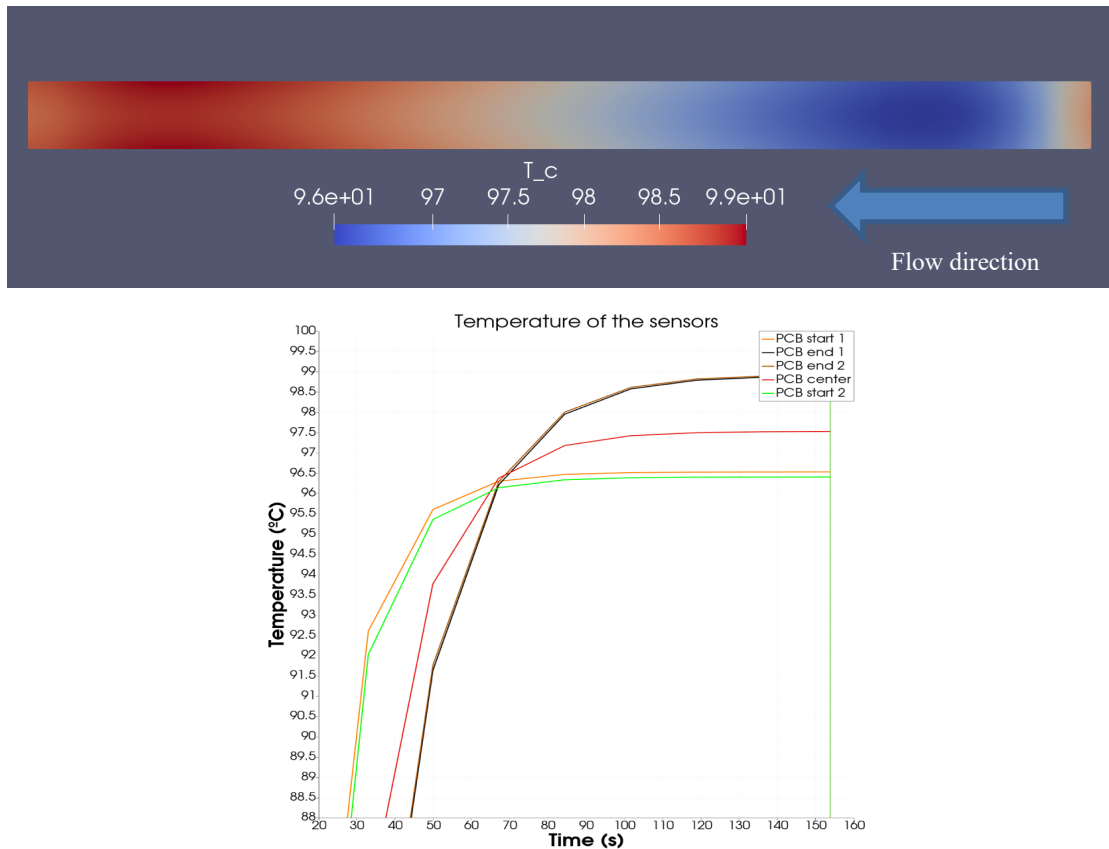 T_c
9.6e+01 97 97.5 98 98.5 9.9e+01
Flow direction
Temperature of the sensors
PCB start 1
PCB end 1
PCB end 2
PCB center
PCB start 2
100
99.5
99
98.5
98
97.5
97
96.5
96
95.5
95
94.5
94
93.5
93
92.5
92
91.5
91
90.5
90
89.5
89
88.5
88
Temperature (ºC)
20 30 40 50 60 70 80 90 100 110 120 130 140 150 160
Time (s)